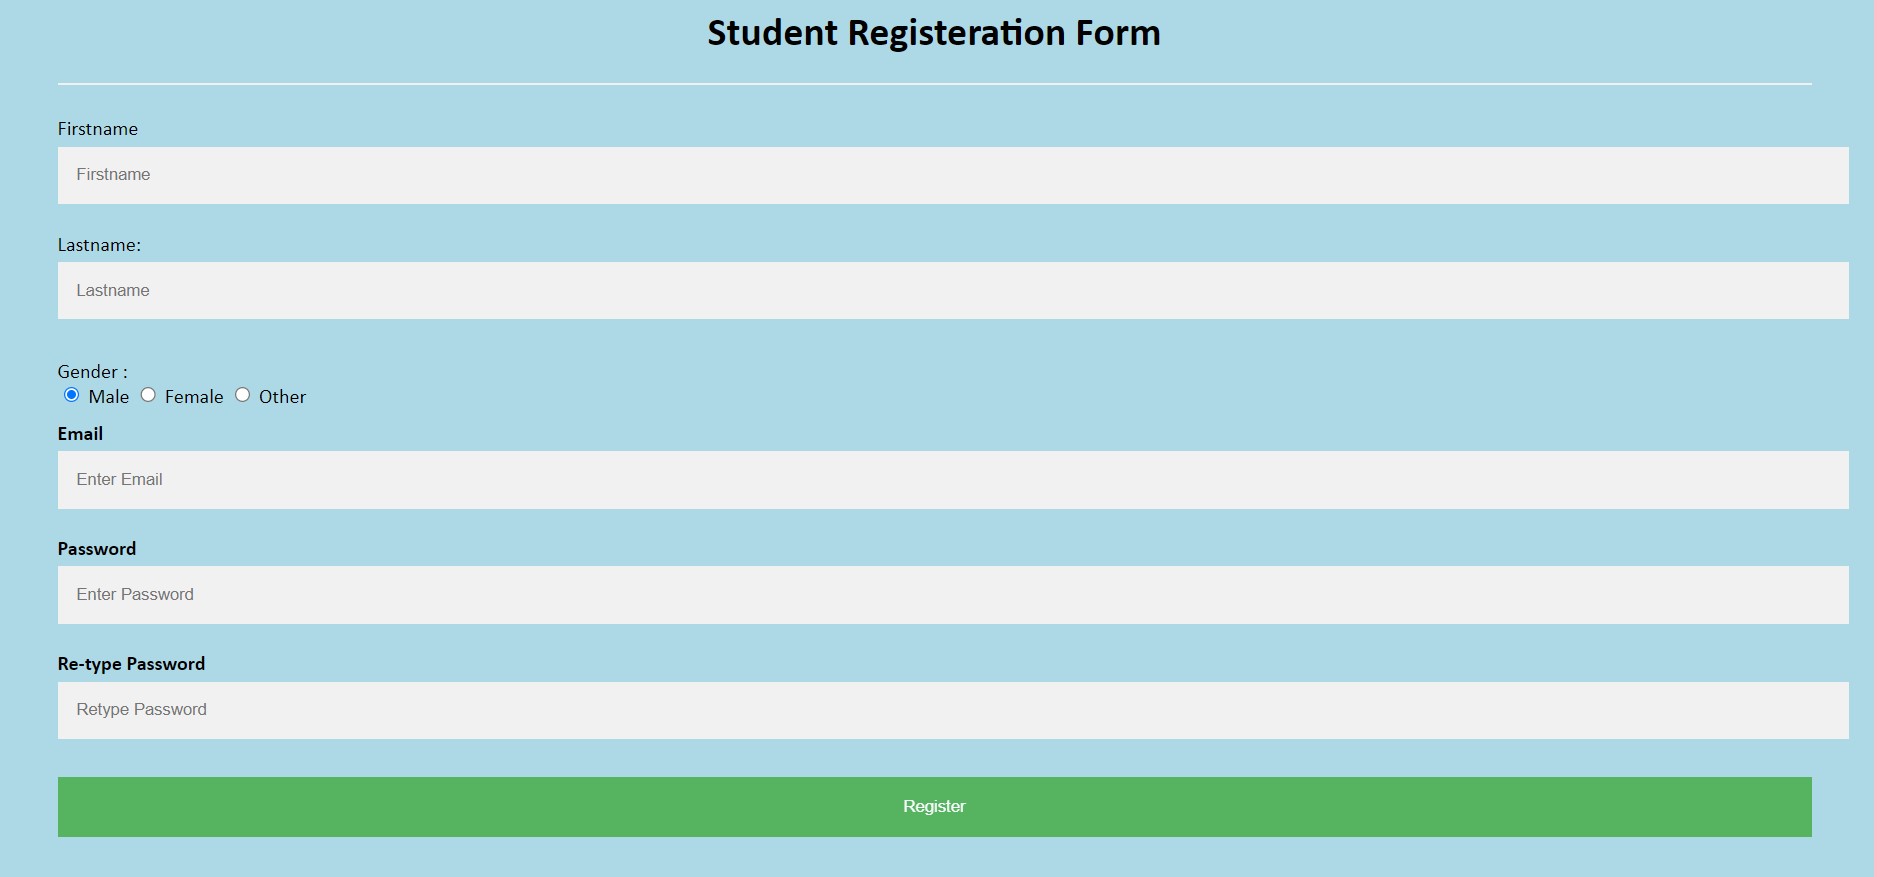 Student Registeration Form
Firstname
Firstname
Lastname:
Lastname
Gender :
Male Female Other
Email
Enter Email
Password
Enter Password
Re-type Password
Retype Password
Register